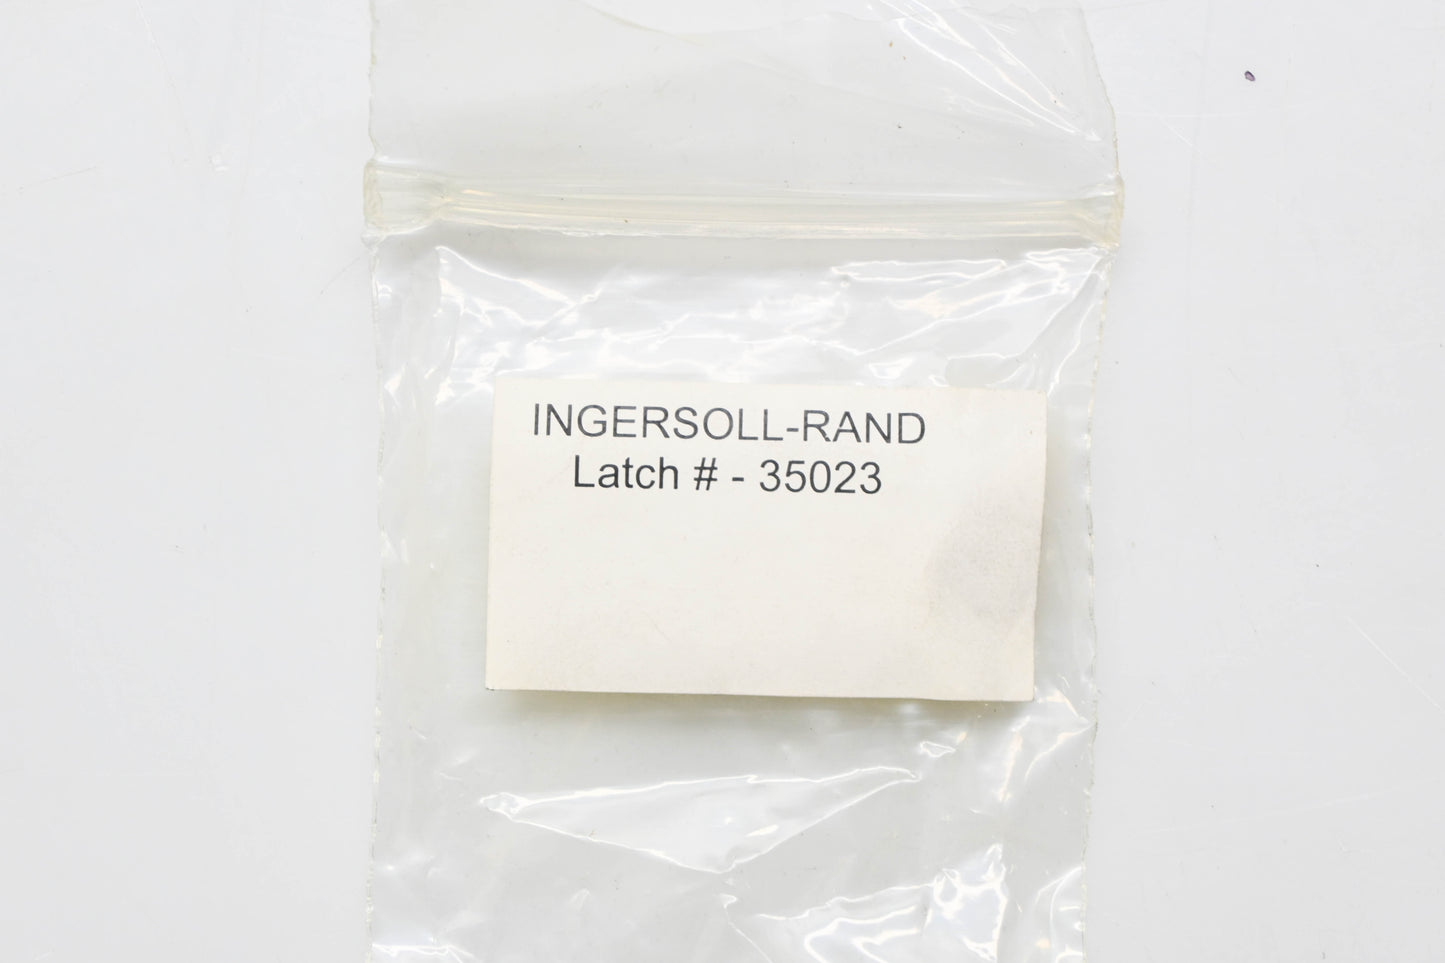 INGERSOLL-RAND
Latch # - 35023